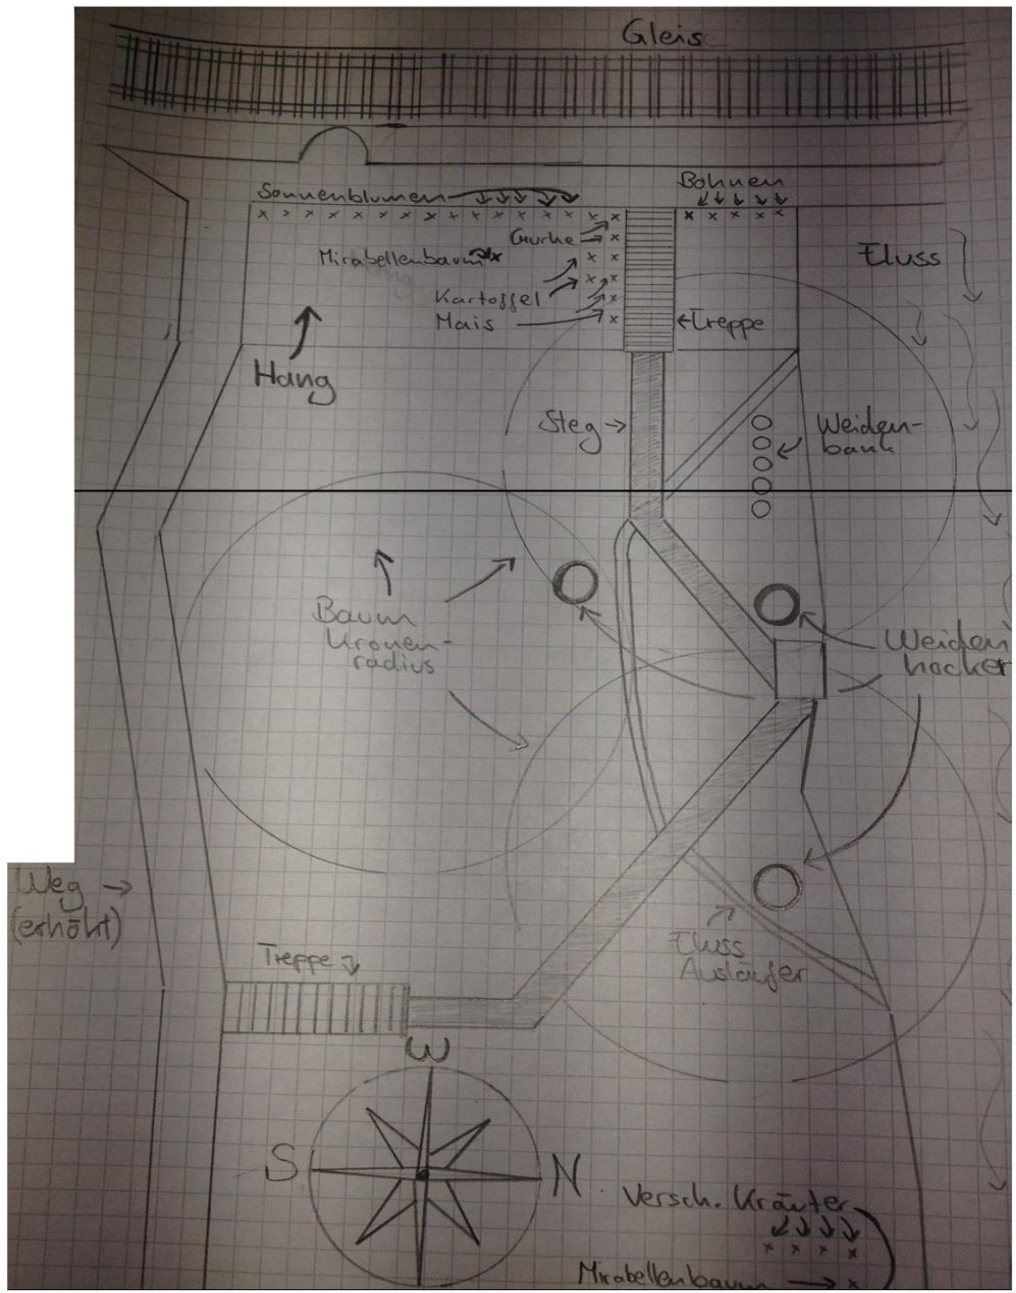 Gleis
Sonnenblumen
Bohnen
Gurke
Mirabellenbaum
Fluss
Kartoffel
Mais
Treppe
Hang
Steg
Weiden-
bank
Baum
Kronen-
radius
Weiden
hocker
Weg
(erhöht)
Fluss
Ausläufer
Treppe
W
S
N
Versch. Kräuter
Mirabellenbaum